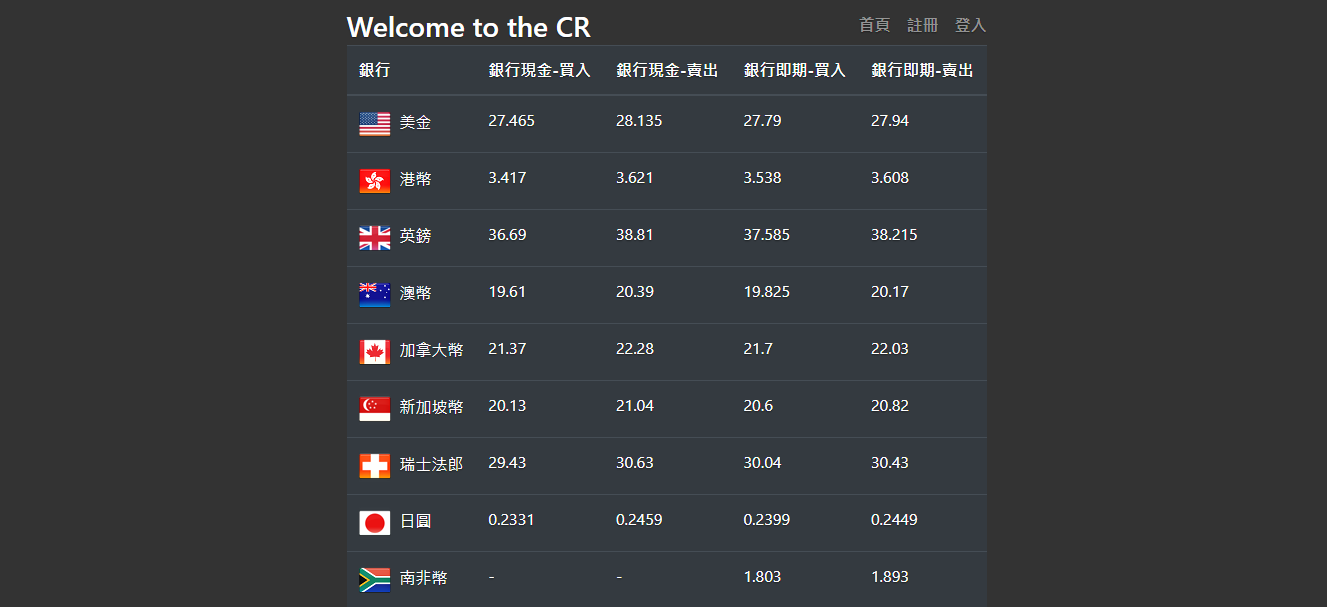 Welcome to the CR 首頁 註冊 登入
銀行 銀行現金-買入 銀行現金-賣出 銀行即期-買入 銀行即期-賣出
美金 27.465 28.135 27.79 27.94
港幣 3.417 3.621 3.538 3.608
英鎊 36.69 38.81 37.585 38.215
澳幣 19.61 20.39 19.825 20.17
加拿大幣 21.37 22.28 21.7 22.03
新加坡幣 20.13 21.04 20.6 20.82
瑞士法郎 29.43 30.63 30.04 30.43
日圓 0.2331 0.2459 0.2399 0.2449
南非幣 - - 1.803 1.893